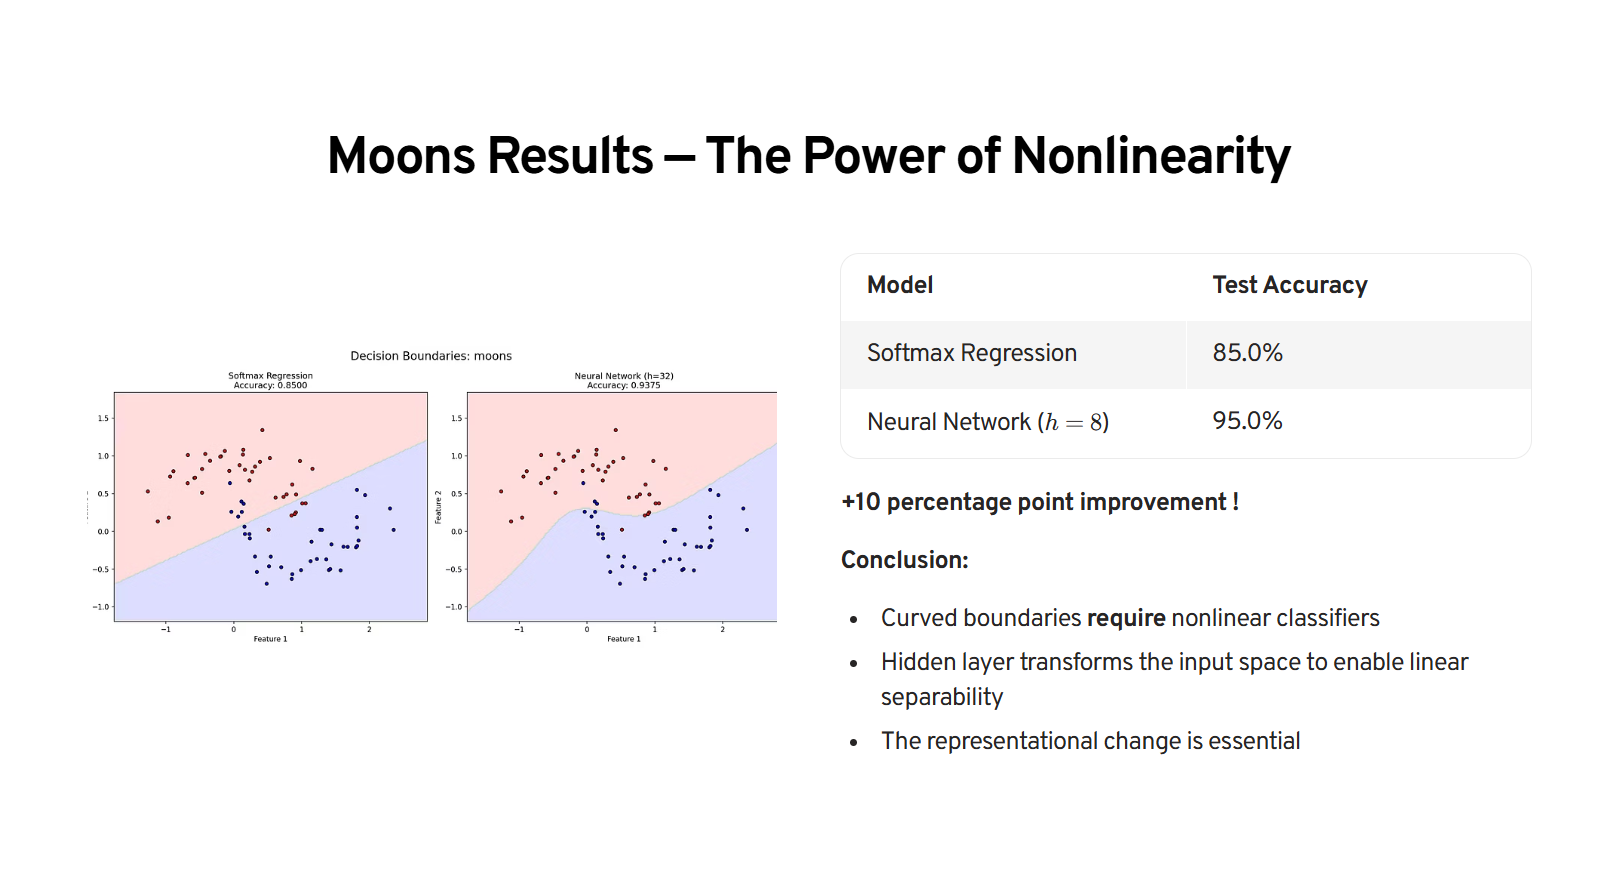 Moons Results — The Power of Nonlinearity
Decision Boundaries: moons
Softmax Regression
Accuracy: 0.8500
1.5
1.0
0.5
0.0
−0.5
−1.0
−1
0
1
2
Feature 1
Neural Network (h=32)
Accuracy: 0.9375
Feature 2
1.5
1.0
0.5
0.0
−0.5
−1.0
−1
0
1
2
Feature 1
Model Test Accuracy
Softmax Regression 85.0%
Neural Network (h = 8) 95.0%
+10 percentage point improvement !
Conclusion:
• Curved boundaries require nonlinear classifiers
• Hidden layer transforms the input space to enable linear
separability
• The representational change is essential